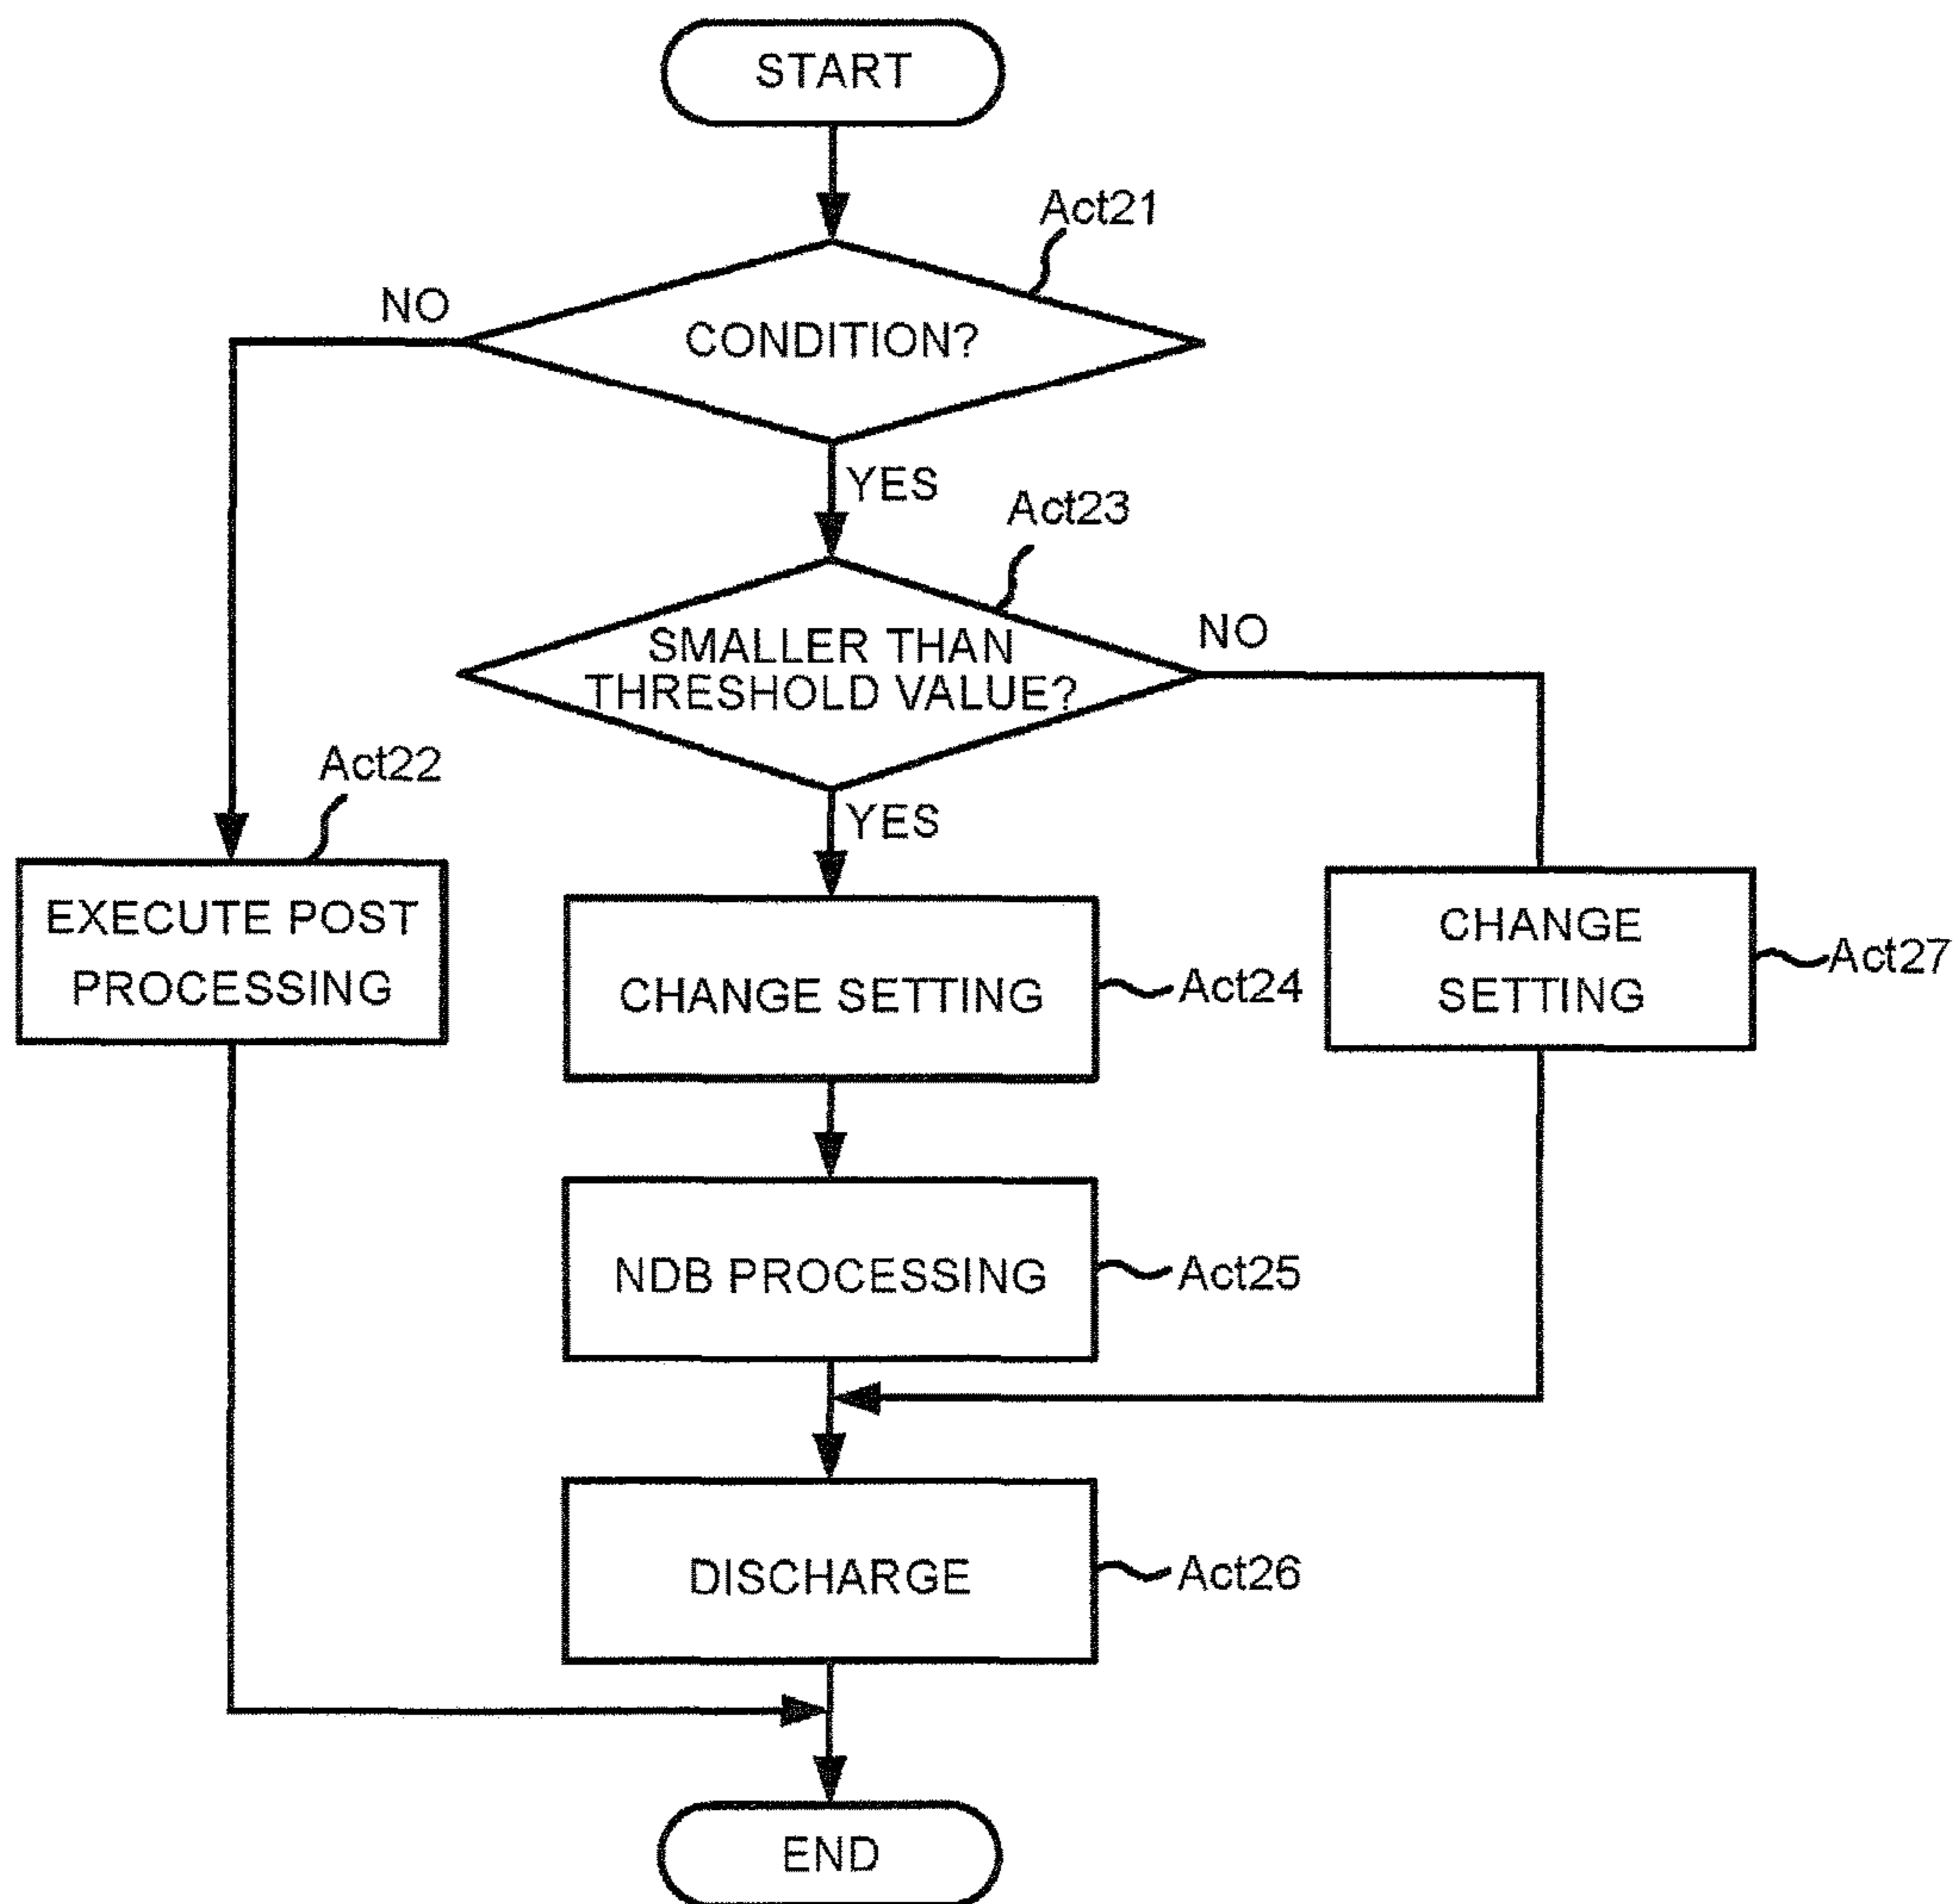 START
Act21
NO
CONDITION?
YES
Act23
SMALLER THAN
THRESHOLD VALUE?
NO
Act22
YES
EXECUTE POST
PROCESSING
CHANGE SETTING
Act24
CHANGE
SETTING
Act27
NDB PROCESSING
Act25
DISCHARGE
Act26
END